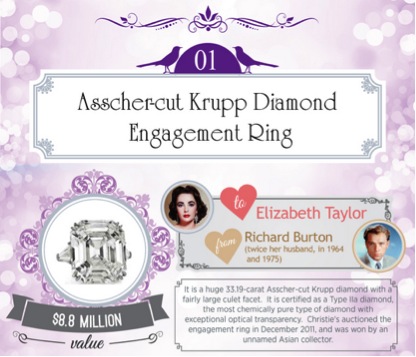 01
Asscher-cut Krupp Diamond
Engagement Ring
to
Elizabeth Taylor
from
Richard Burton
(twice her husband, in 1964
and 1975)
$8.8 MILLION
value
It is a huge 33.19-carat Asscher-cut Krupp diamond with a
fairly large culet facet. It is certified as a Type IIa diamond,
the most chemically pure type of diamond with
exceptional optical transparency. Christie's auctioned the
engagement ring in December 2011, and was won by an
unnamed Asian collector.